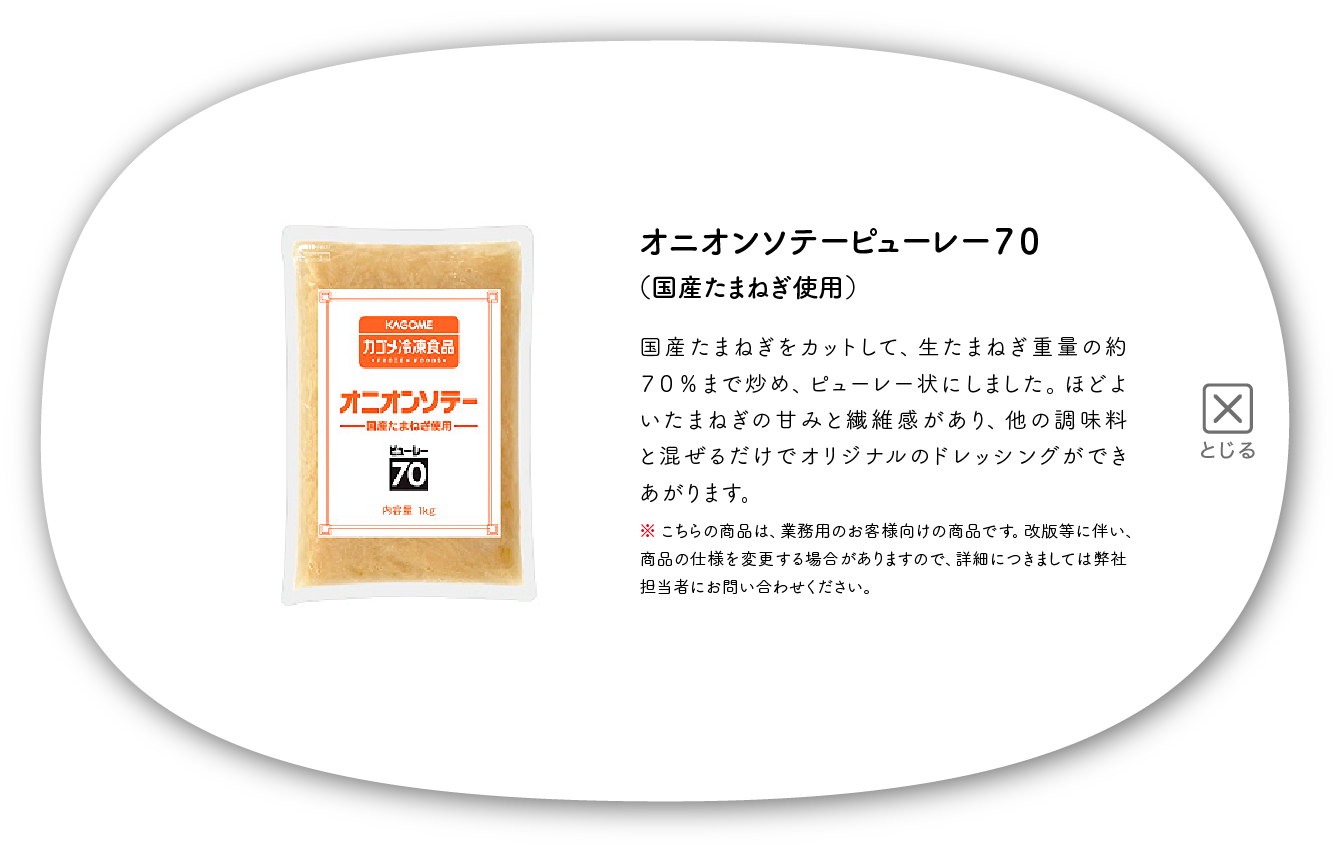 オニオンソテーピューレー70
（国産たまねぎ使用）
国産たまねぎをカットして、生たまねぎ重量の約
70％まで炒め、ピューレー状にしました。ほどよ
いたまねぎの甘みと繊維感があり、他の調味料
と混ぜるだけでオリジナルのドレッシングができ
あがります。
※こちらの商品は、業務用のお客様向けの商品です。改版等に伴い、
商品の仕様を変更する場合がありますので、詳細につきましては弊社
担当者にお問い合わせください。
KAGOME
カゴメ冷凍食品
FROZEN FOODS
オニオンソテー
国産たまねぎ使用
ピューレー
70
内容量 1kg
とじる